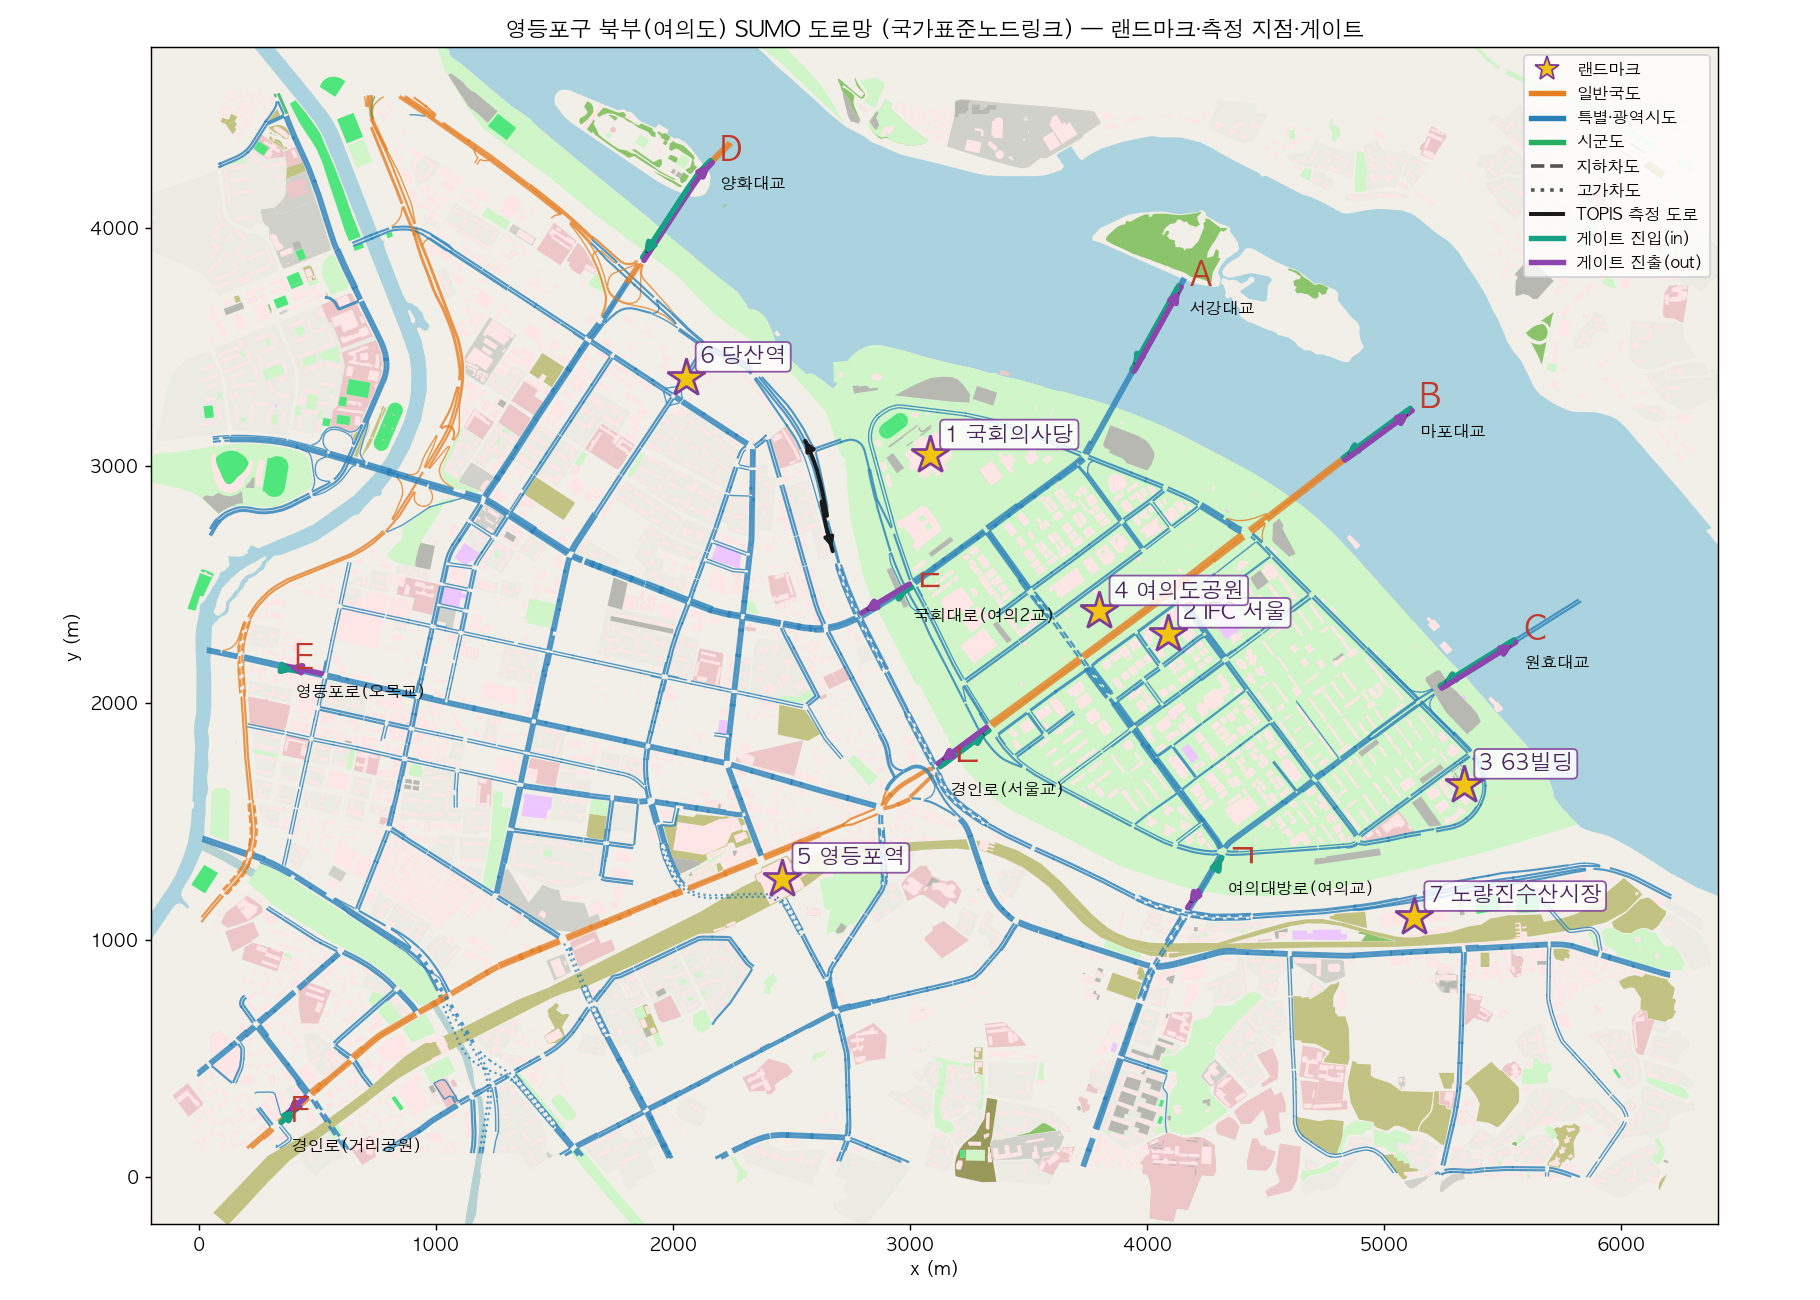 영등포구 북부(여의도) SUMO 도로망 (국가표준노드링크) — 랜드마크·측정 지점·게이트
랜드마크
일반국도
특별·광역시도
시군도
지하차도
고가차도
TOPIS 측정 도로
게이트 진입(in)
게이트 진출(out)
D
양화대교
A
서강대교
B
마포대교
6 당산역
1 국회의사당
ㄷ
국회대로(여의2교)
4 여의도공원
2 IFC 서울
C
원효대교
E
영등포로(오목교)
ㄴ
경인로(서울교)
3 63빌딩
5 영등포역
ㄱ
여의대방로(여의교)
7 노량진수산시장
F
경인로(거리공원)
4000
3000
2000
1000
0
y (m)
0 1000 2000 3000 4000 5000 6000
x (m)